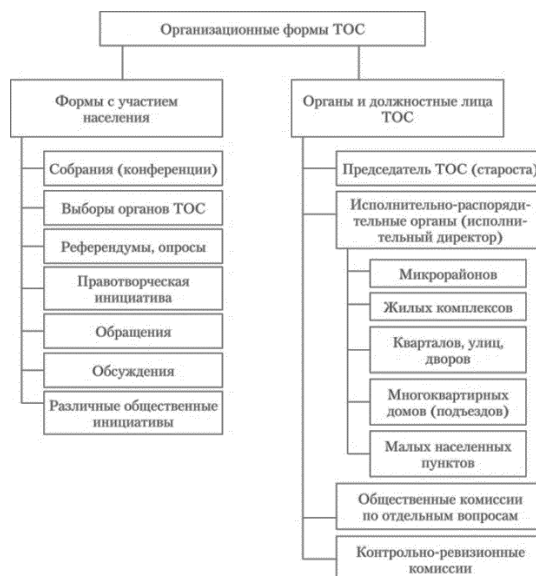 Организационные формы ТОС
Формы с участием
населения
Собрания (конференции)
Выборы органов ТОС
Референдумы, опросы
Правотворческая
инициатива
Обращения
Обсуждения
Различные общественные
инициативы
Органы и должностные лица
ТОС
Председатель ТОС (староста)
Исполнительно-распоряди-
тельные органы (исполни-
тельный директор)
Микрорайонов
Жилых комплексов
Кварталов, улиц,
дворов
Многоквартирных
домов (подъездов)
Малых населенных
пунктов
Общественные комиссии
по отдельным вопросам
Контрольно-ревизионные
комиссии